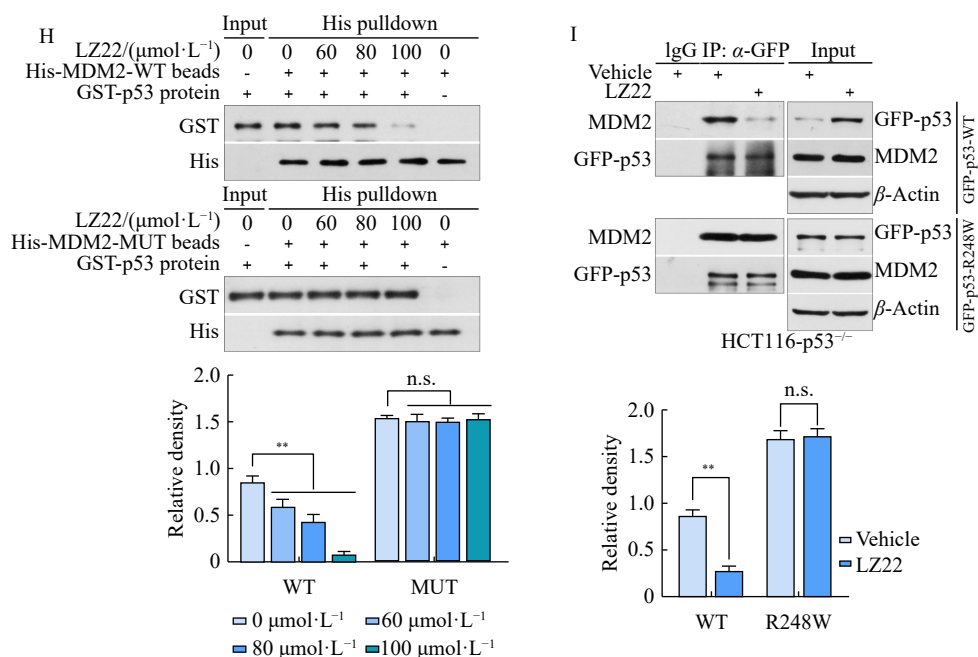 H
Input His pulldown
LZ22/(μmol·L⁻¹) 0 0 60 80 100 0
His-MDM2-WT beads - + + + + +
GST-p53 protein + + + + + -
GST
His
Input His pulldown
LZ22/(μmol·L⁻¹) 0 0 60 80 100 0
His-MDM2-MUT beads - + + + + +
GST-p53 protein + + + + + -
GST
His
Relative density
2.0
1.5
1.0
0.5
0
**
n.s.
WT MUT
0 μmol·L⁻¹ 60 μmol·L⁻¹
80 μmol·L⁻¹ 100 μmol·L⁻¹
I
lgG IP: α-GFP Input
Vehicle + + +
LZ22 + +
MDM2 GFP-p53
GFP-p53 MDM2
β-Actin
GFP-p53-WT
MDM2 GFP-p53
GFP-p53 MDM2
β-Actin
GFP-p53-R248W
HCT116-p53⁻/⁻
Relative density
2.0
1.5
1.0
0.5
0
**
n.s.
WT R248W
Vehicle
LZ22